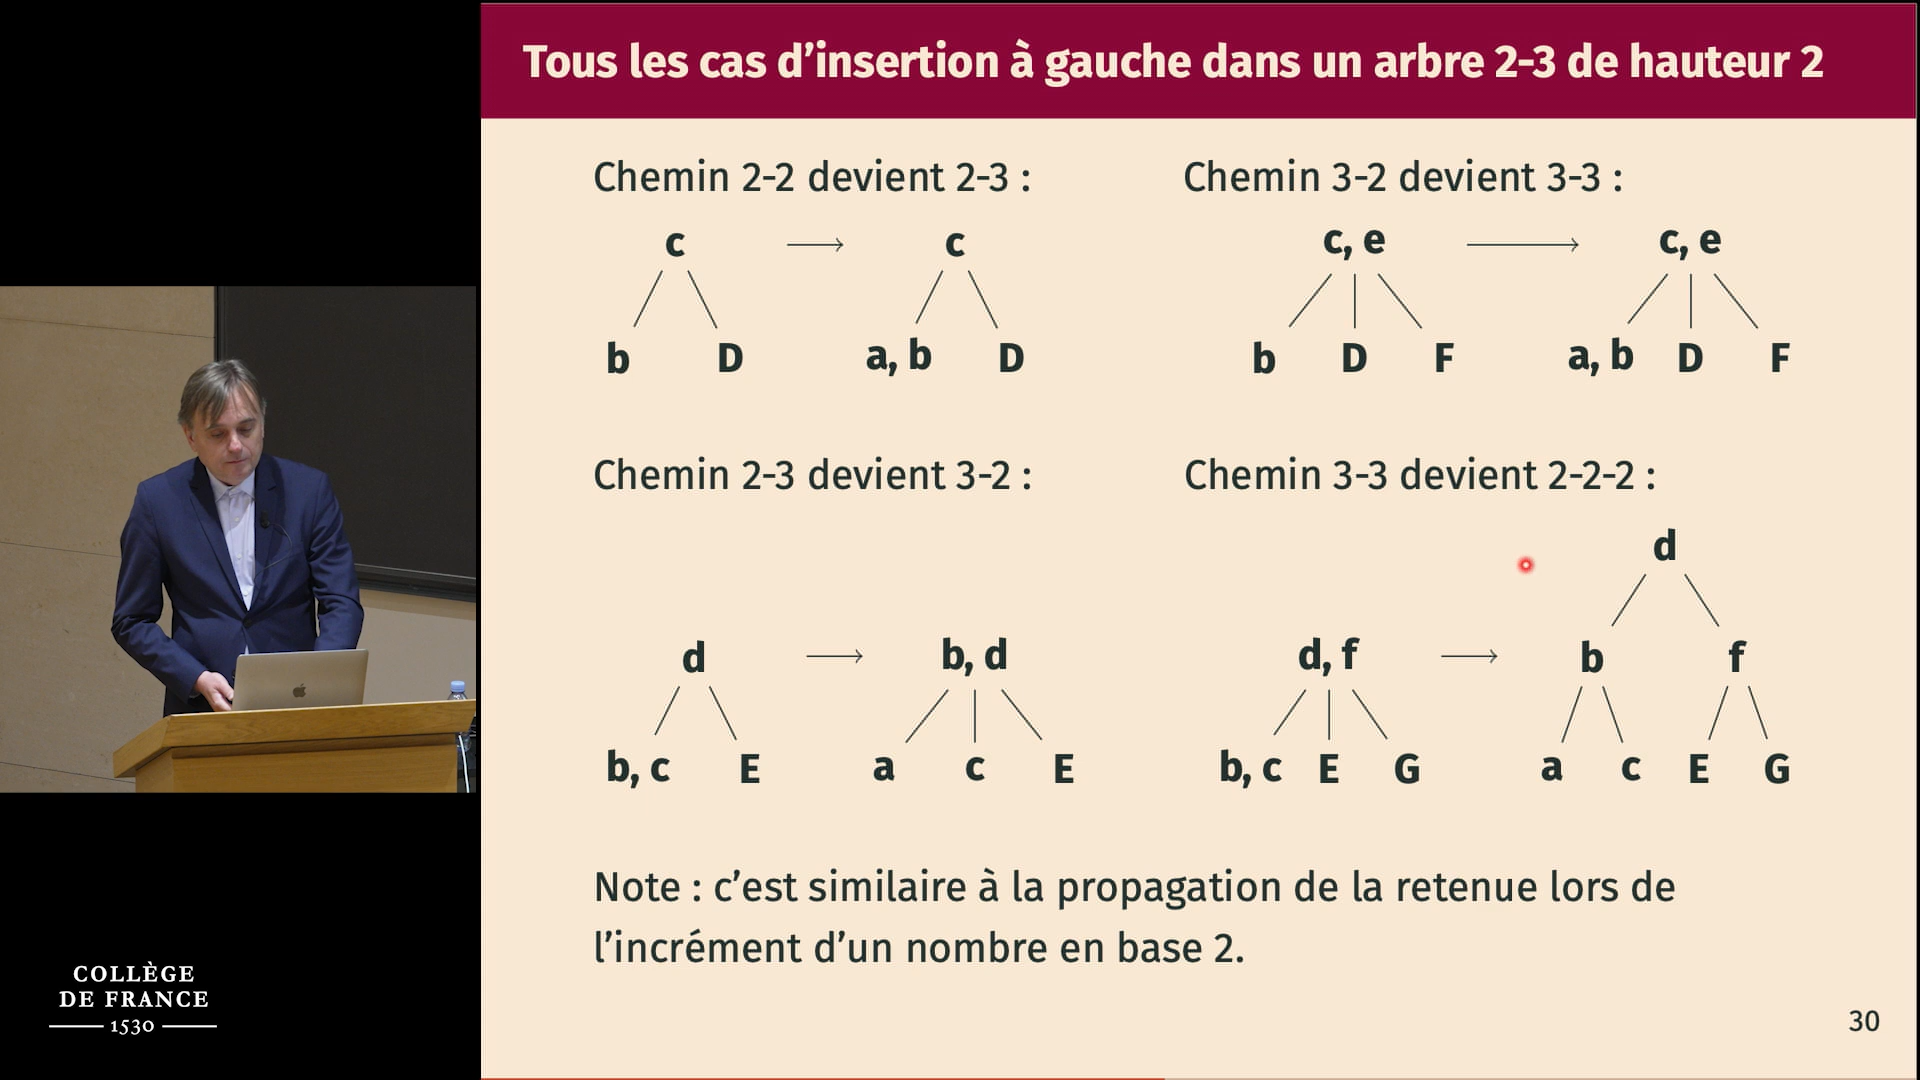 Tous les cas d’insertion à gauche dans un arbre 2-3 de hauteur 2
Chemin 2-2 devient 2-3 :
c → c
b D a, b D
Chemin 3-2 devient 3-3 :
c, e → c, e
b D F a, b D F
Chemin 2-3 devient 3-2 :
d → b, d
b, c E a c E
Chemin 3-3 devient 2-2-2 :
d
d, f → b f
b, c E G a c E G
Note : c’est similaire à la propagation de la retenue lors de
l’incrément d’un nombre en base 2.
30
COLLÈGE
DE FRANCE
1530